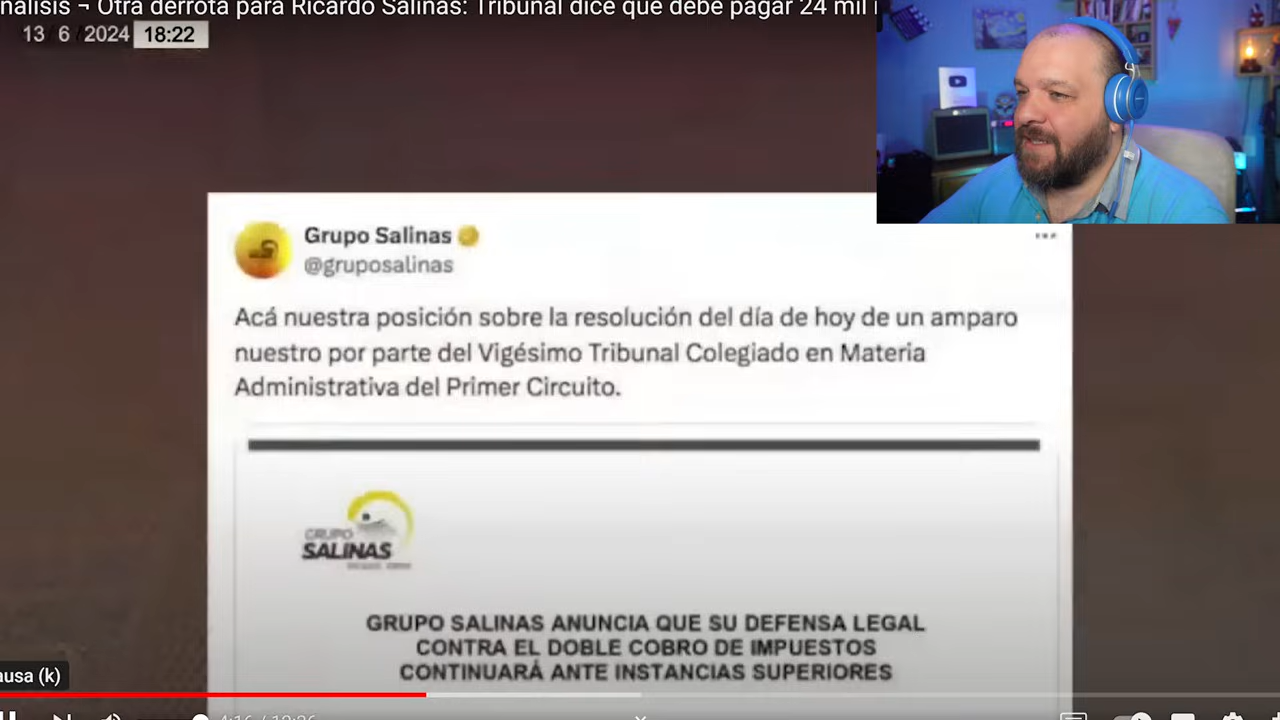 nálisis ¬ Otra derrota para Ricardo Salinas: Tribunal dice que debe pagar 24 mil
13 / 6 / 2024 18:22
Grupo Salinas
@gruposalinas
Acá nuestra posición sobre la resolución del día de hoy de un amparo
nuestro por parte del Vigésimo Tribunal Colegiado en Materia
Administrativa del Primer Circuito.
GRUPO
SALINAS
GRUPO SALINAS ANUNCIA QUE SU DEFENSA LEGAL
CONTRA EL DOBLE COBRO DE IMPUESTOS
CONTINUARÁ ANTE INSTANCIAS SUPERIORES
ausa (k)